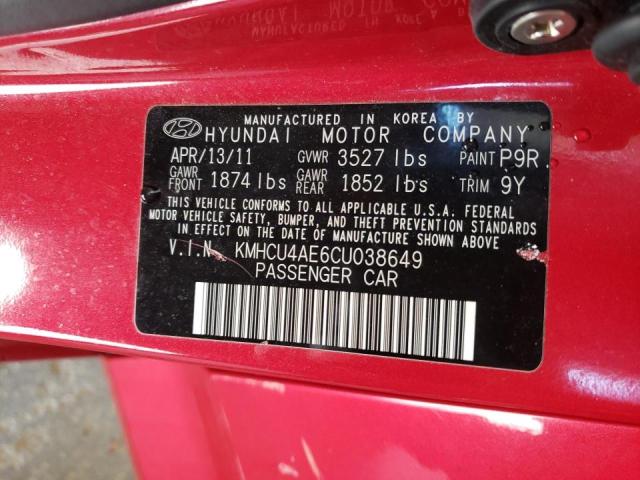 MANUFACTURED IN KOREA BY
HYUNDAI MOTOR COMPANY
APR/13/11 GVWR 3527 lbs PAINT P9R
GAWR FRONT 1874 lbs GAWR REAR 1852 lbs TRIM 9Y
THIS VEHICLE CONFORMS TO ALL APPLICABLE U.S.A. FEDERAL
MOTOR VEHICLE SAFETY, BUMPER, AND THEFT PREVENTION STANDARDS
IN EFFECT ON THE DATE OF MANUFACTURE SHOWN ABOVE.
V.I.N. KMHCU4AE6CU038649
PASSENGER CAR